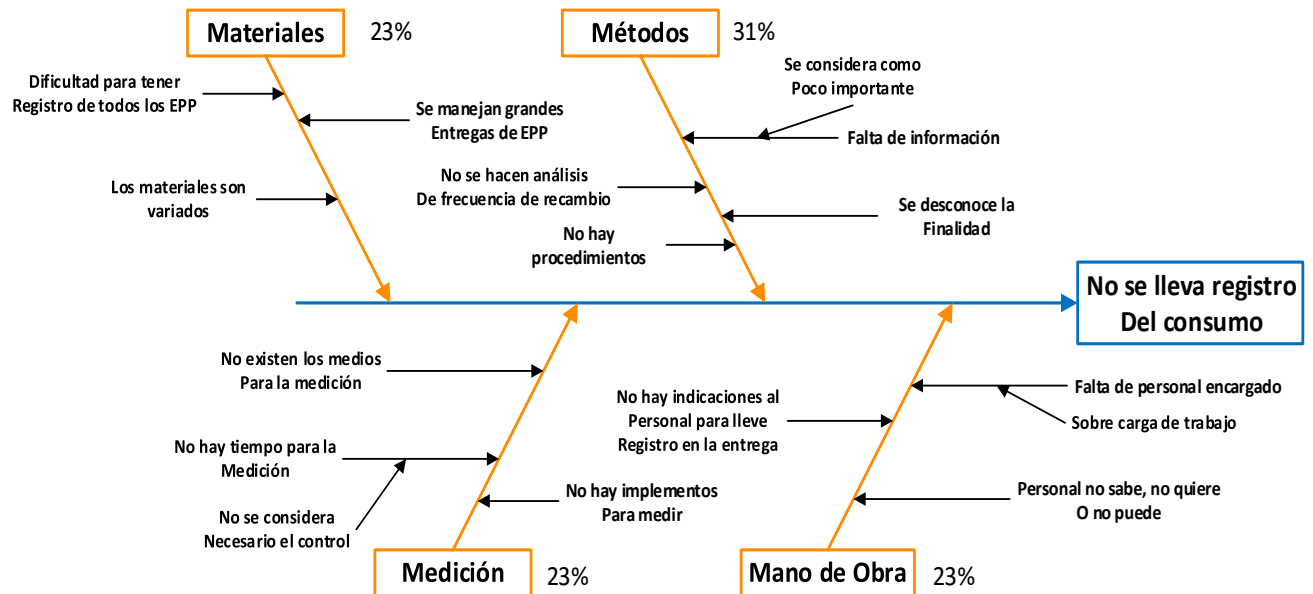 Materiales
23%
Métodos
31%
Dificultad para tener
Registro de todos los EPP
Se manejan grandes
Entregas de EPP
Los materiales son
variados
Se considera como
Poco importante
Falta de información
No se hacen análisis
De frecuencia de recambio
Se desconoce la
Finalidad
No hay
procedimientos
No se lleva registro
Del consumo
No existen los medios
Para la medición
No hay tiempo para la
Medición
No se considera
Necesario el control
No hay implementos
Para medir
No hay indicaciones al
Personal para lleve
Registro en la entrega
Falta de personal encargado
Sobre carga de trabajo
Personal no sabe, no quiere
O no puede
Medición
23%
Mano de Obra
23%